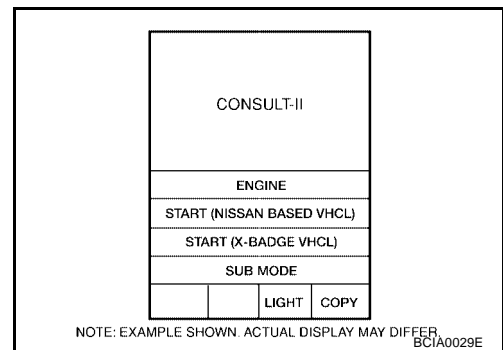 CONSULT-II
ENGINE
START (NISSAN BASED VHCL)
START (X-BADGE VHCL)
SUB MODE
LIGHT COPY
NOTE: EXAMPLE SHOWN. ACTUAL DISPLAY MAY DIFFER.
BCIA0029E